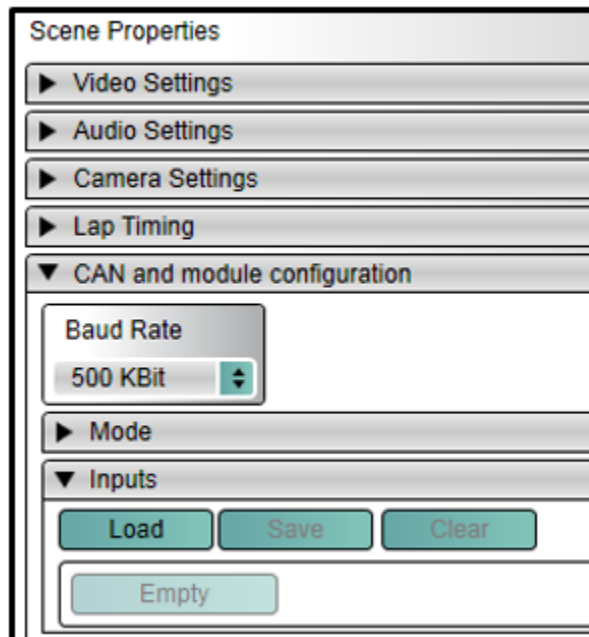 Scene Properties
Video Settings
Audio Settings
Camera Settings
Lap Timing
CAN and module configuration
Baud Rate
500 KBit
Mode
Inputs
Load Save Clear
Empty